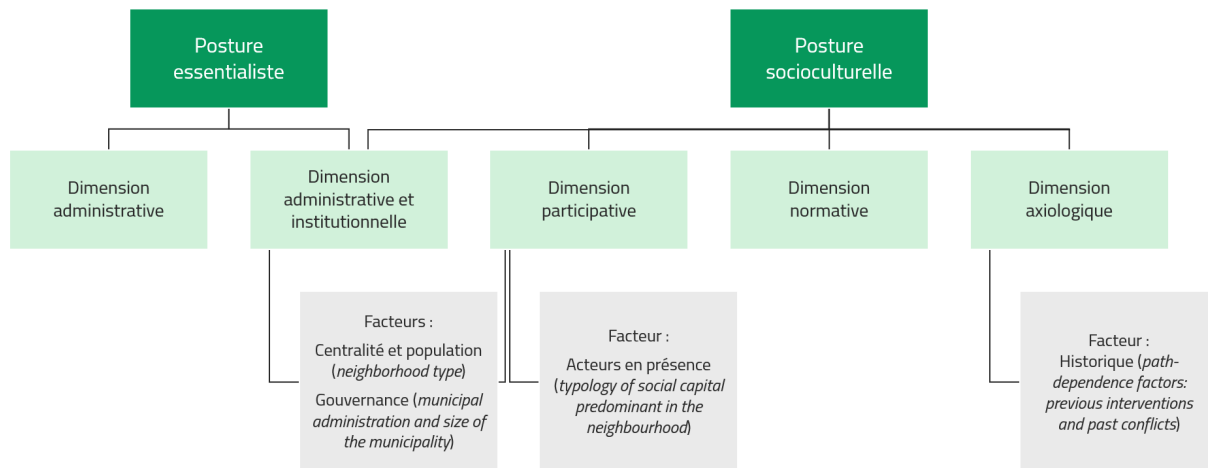 Posture
essentialiste
Posture
socioculturelle
Dimension
administrative
Dimension
administrative et
institutionnelle
Dimension
participative
Dimension
normative
Dimension
axiologique
Facteurs :
Centralité et population
(neighborhood type)
Gouvernance (municipal
administration and size of
the municipality)
Facteur :
Acteurs en présence
(typology of social capital
predominant in the
neighbourhood)
Facteur :
Historique (path-
dependence factors:
previous interventions
and past conflicts)